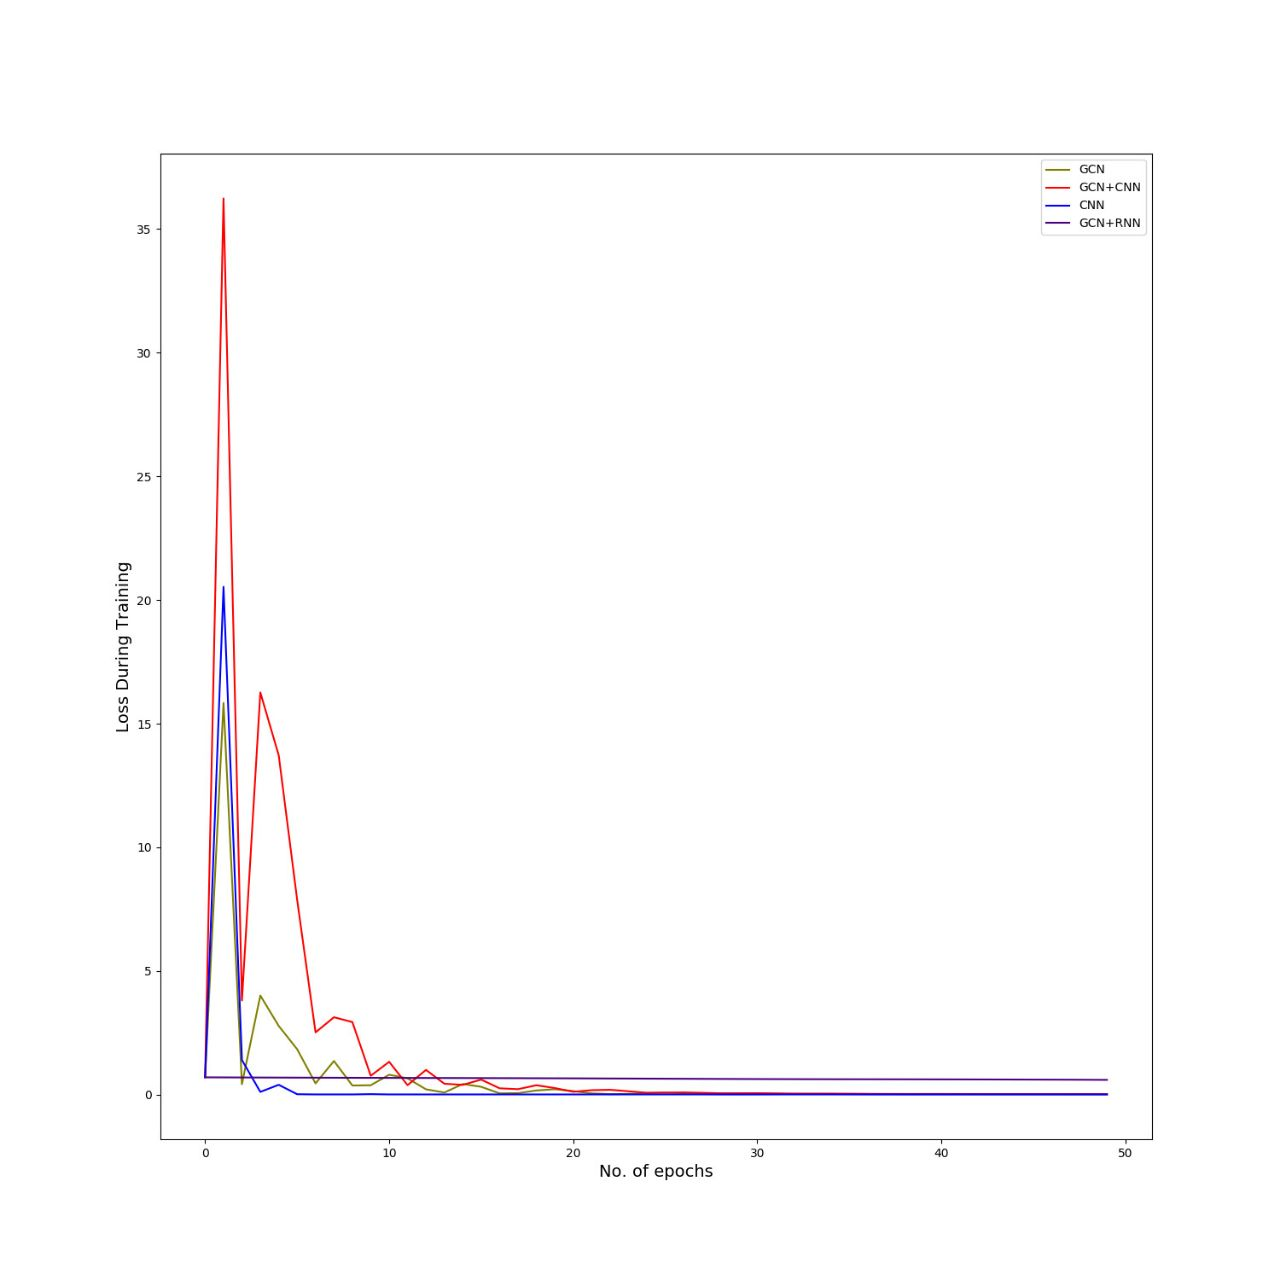 GCN
GCN+CNN
CNN
GCN+RNN
35
30
25
20
15
10
5
0
Loss During Training
0 10 20 30 40 50
No. of epochs